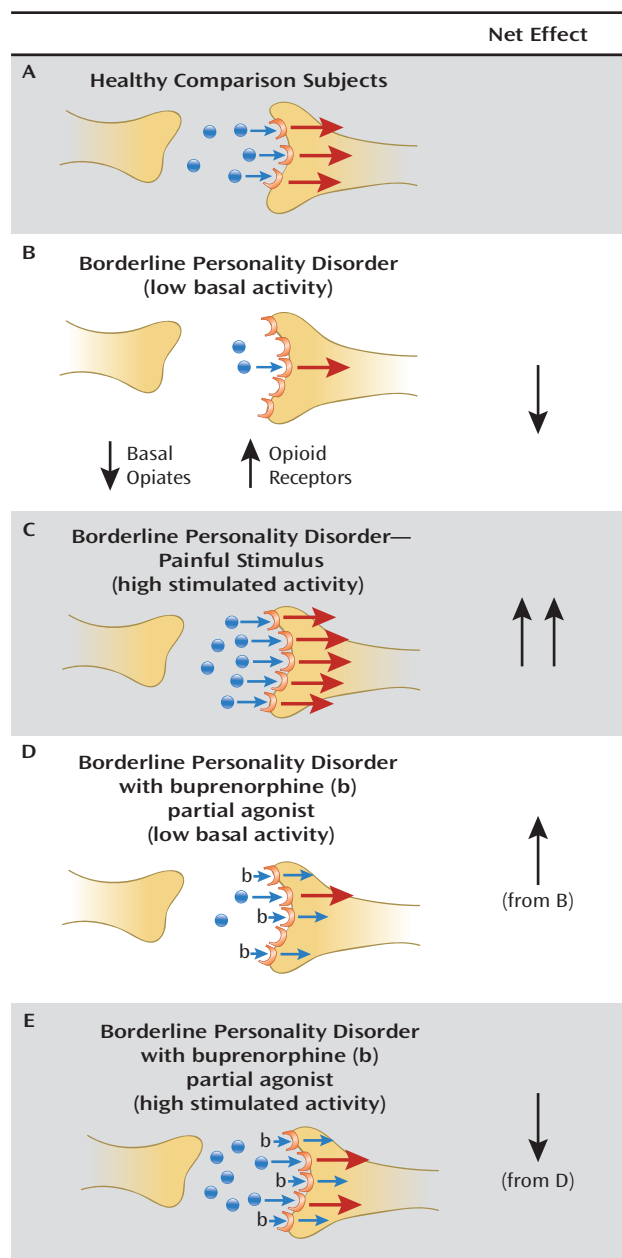 Net Effect
A
Healthy Comparison Subjects
B
Borderline Personality Disorder
(low basal activity)
Basal
Opiates
Opioid
Receptors
C
Borderline Personality Disorder—
Painful Stimulus
(high stimulated activity)
D
Borderline Personality Disorder
with buprenorphine (b)
partial agonist
(low basal activity)
b
b
b
(from B)
E
Borderline Personality Disorder
with buprenorphine (b)
partial agonist
(high stimulated activity)
b
b
b
(from D)